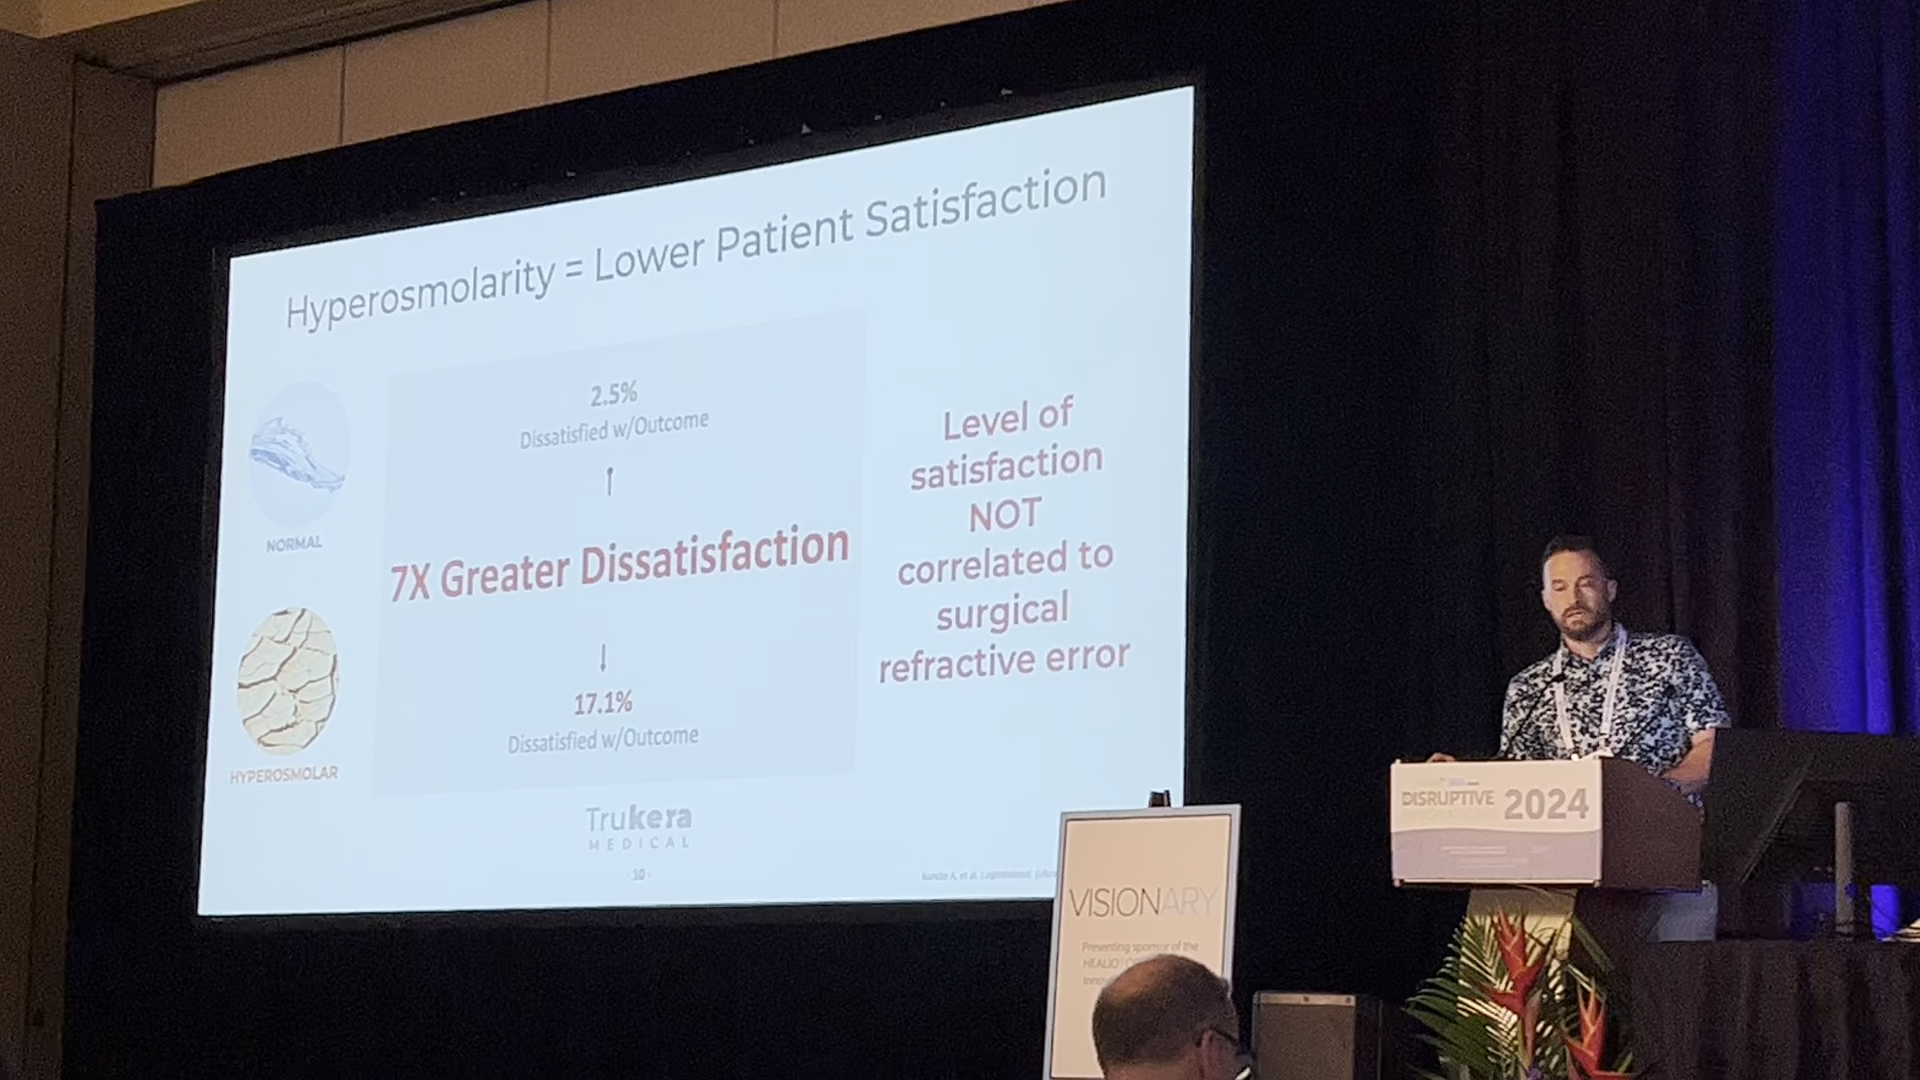 Hyperosmolarity = Lower Patient Satisfaction
2.5%
Dissatisfied w/Outcome
NORMAL
7X Greater Dissatisfaction
17.1%
Dissatisfied w/Outcome
HYPEROSMOLAR
Level of
satisfaction
NOT
correlated to
surgical
refractive error
Trukera
MEDICAL
- 10 -
DISRUPTIVE 2024
VISIONARY
Presenting sponsor of the
HEALIO